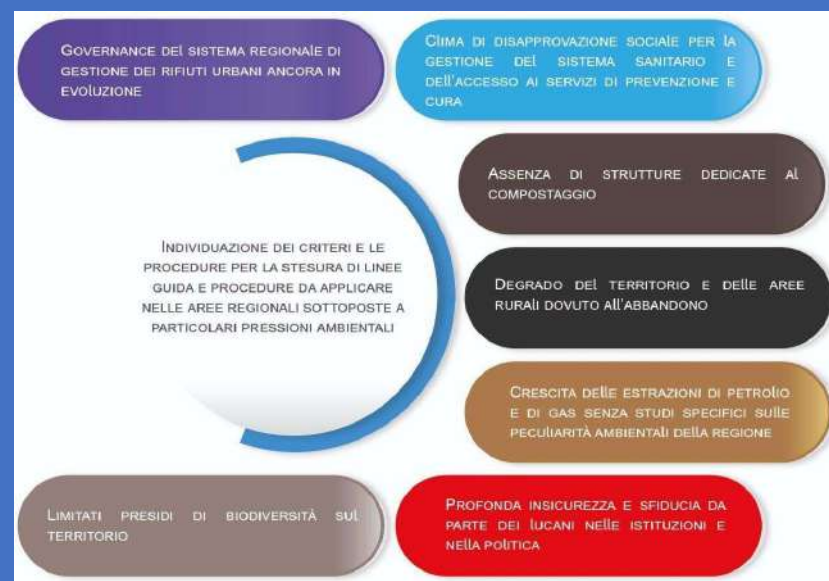 Governance del sistema regionale di
gestione dei rifiuti urbani ancora in
evoluzione
Clima di disapprovazione sociale per la
gestione del sistema sanitario e
dell'accesso ai servizi di prevenzione e
cura
Assenza di strutture dedicate al
compostaggio
Individuazione dei criteri e le
procedure per la stesura di linee
guida e procedure da applicare
nelle aree regionali sottoposte a
particolari pressioni ambientali
Degrado del territorio e delle aree
rurali dovuto all'abbandono
Crescita delle estrazioni di petrolio
e di gas senza studi specifici sulle
peculiarità ambientali della regione
Limitati presidi di biodiversità sul
territorio
Profonda insicurezza e sfiducia da
parte dei lucani nelle istituzioni e
nella politica